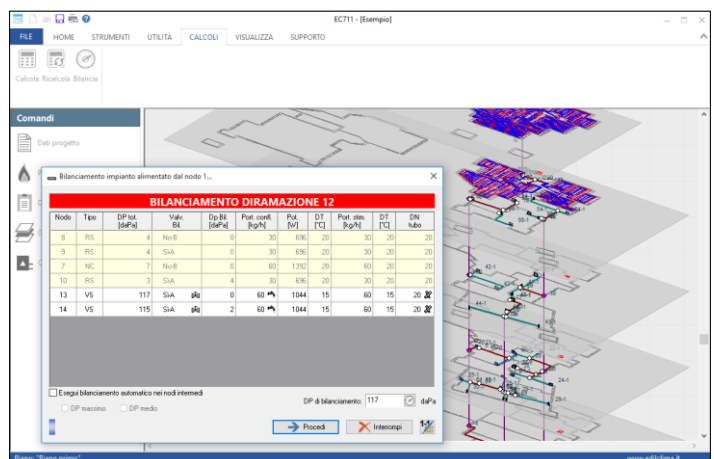 EC711 - [Esempio]
FILE HOME STRUMENTI UTILITÀ CALCOLI VISUALIZZA SUPPORTO
Calcola Ricalcola Bilancia
Comandi
Dati progetto
Bilanciamento impianto alimentato dal nodo 1...
BILANCIAMENTO DIRAMAZIONE 12
Nodo Tipo DP tot. [daPa] Valv. Bil. Dp Bil. [daPa] Port. confl. [kg/h] Pot. [W] DT [°C] Port. stim. [kg/h] DT [°C] DN tubo
8 RS 4 No-B 0 30 696 20 30 20 20
9 RS 4 Sì-A 0 30 696 20 30 20 20
7 NC 7 No-B 0 60 1392 20 60 20 20
10 RS 3 Sì-A 4 30 696 20 30 20 20
13 VS 117 Sì-A 0 60 1044 15 60 15 20
14 VS 115 Sì-A 2 60 1044 15 60 15 20
Esegui bilanciamento automatico nei nodi intermedi
DP massimo DP medio
DP di bilanciamento: 117 daPa
Procedi Interrompi
Piano: "Piano primo" www.edilclima.it